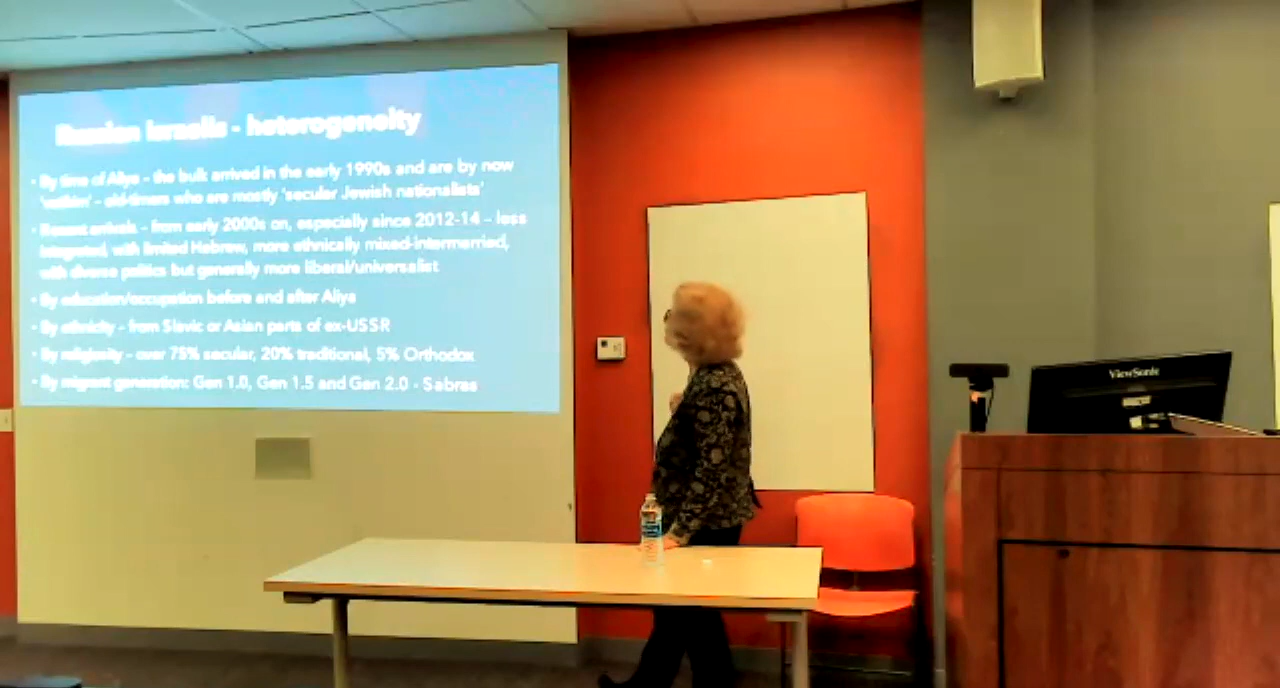 Russian Israelis - heterogeneity
• By time of Aliya - the bulk arrived in the early 1990s and are by now
'vatikim' - old-timers who are mostly 'secular Jewish nationalists'
• Recent arrivals - from early 2000s on, especially since 2012-14 - less
integrated, with limited Hebrew, more ethnically mixed-intermarried,
with diverse politics but generally more liberal/universalist
• By education/occupation before and after Aliya
• By ethnicity - from Slavic or Asian parts of ex-USSR
• By religiosity - over 75% secular, 20% traditional, 5% Orthodox
• By migrant generation: Gen 1.0, Gen 1.5 and Gen 2.0 - Sabras
ViewSonic